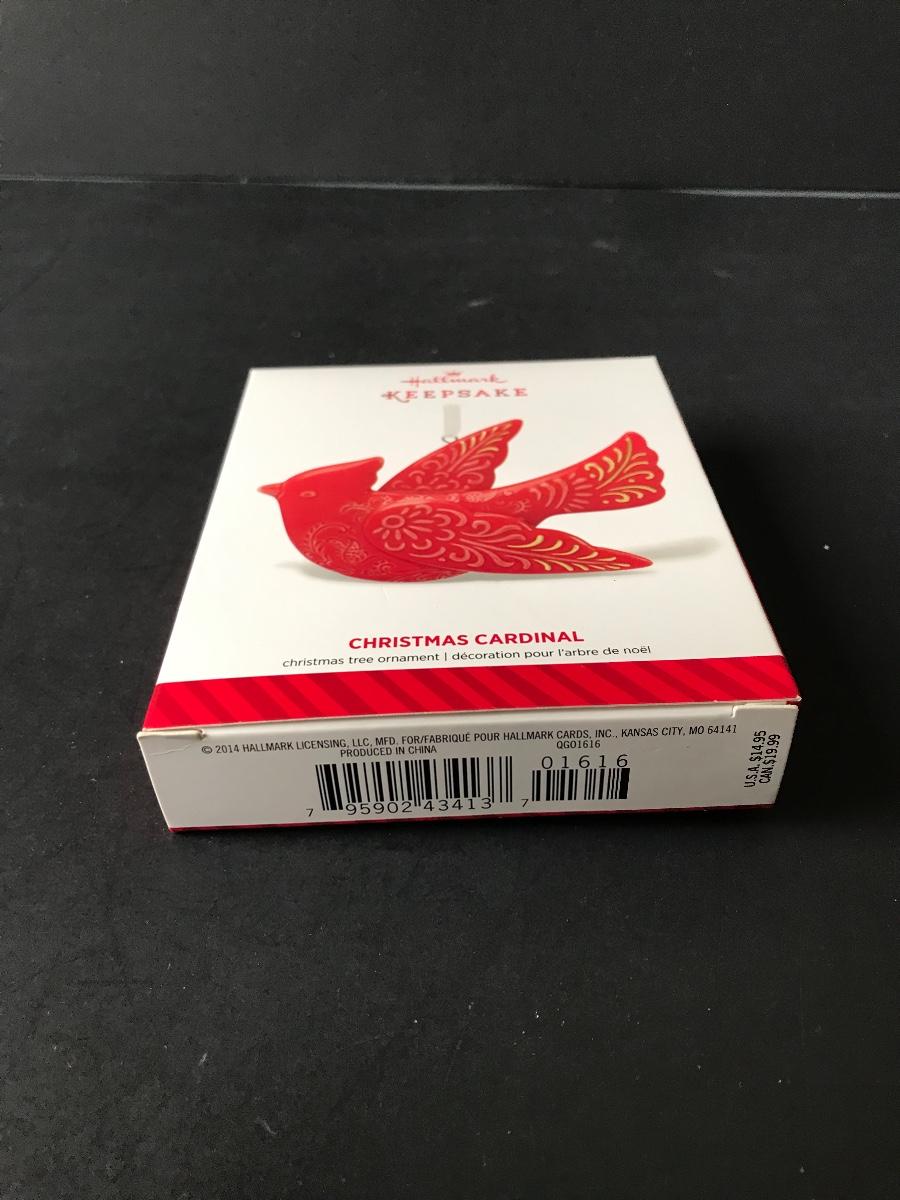 Hallmark
KEEPSAKE
CHRISTMAS CARDINAL
christmas tree ornament | décoration pour l'arbre de noël
© 2014 HALLMARK LICENSING, LLC, MFD. FOR/FABRIQUÉ POUR HALLMARK CARDS, INC., KANSAS CITY, MO 64141
PRODUCED IN CHINA QGO1616
01616
7 95902 43413 7
U.S.A. $14.95
CAN.$19.99